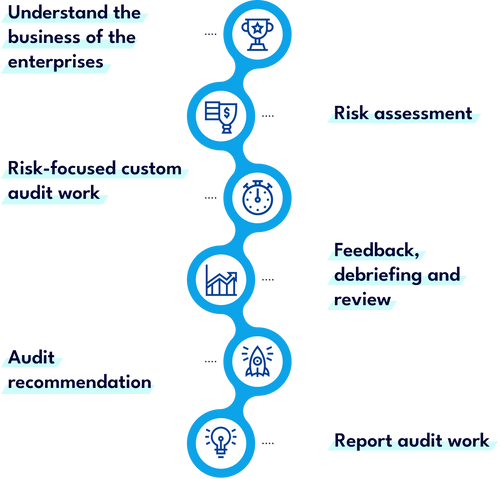 Understand the
business of the
enterprises
Risk assessment
Risk-focused custom
audit work
Feedback,
debriefing and
review
Audit
recommendation
Report audit work